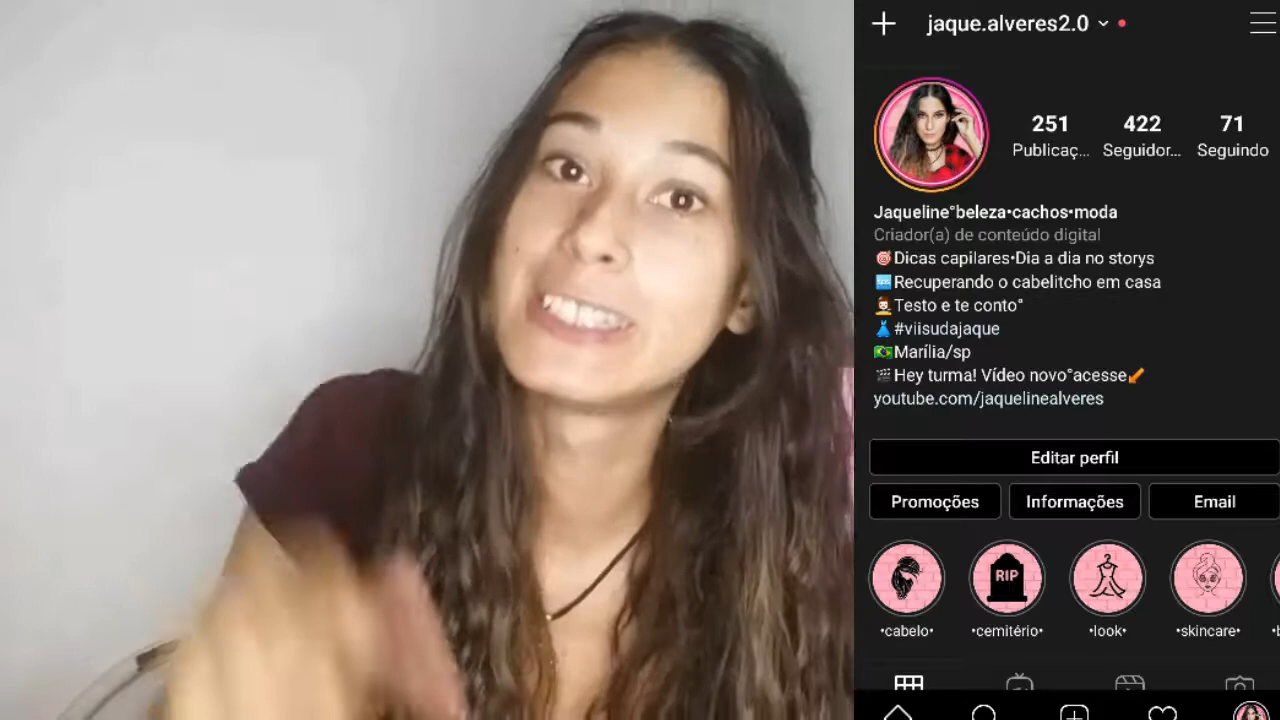 jaque.alveres2.0
251 422 71
Publicaç... Seguidor... Seguindo
Jaqueline°beleza•cachos•moda
Criador(a) de conteúdo digital
Dicas capilares•Dia a dia no storys
Recuperando o cabelitcho em casa
Testo e te conto°
#viisudajaque
Marília/sp
Hey turma! Vídeo novo°acesse
youtube.com/jaquelinealveres
Editar perfil
Promoções Informações Email
RIP
•cabelo• •cemitério• •look• •skincare•